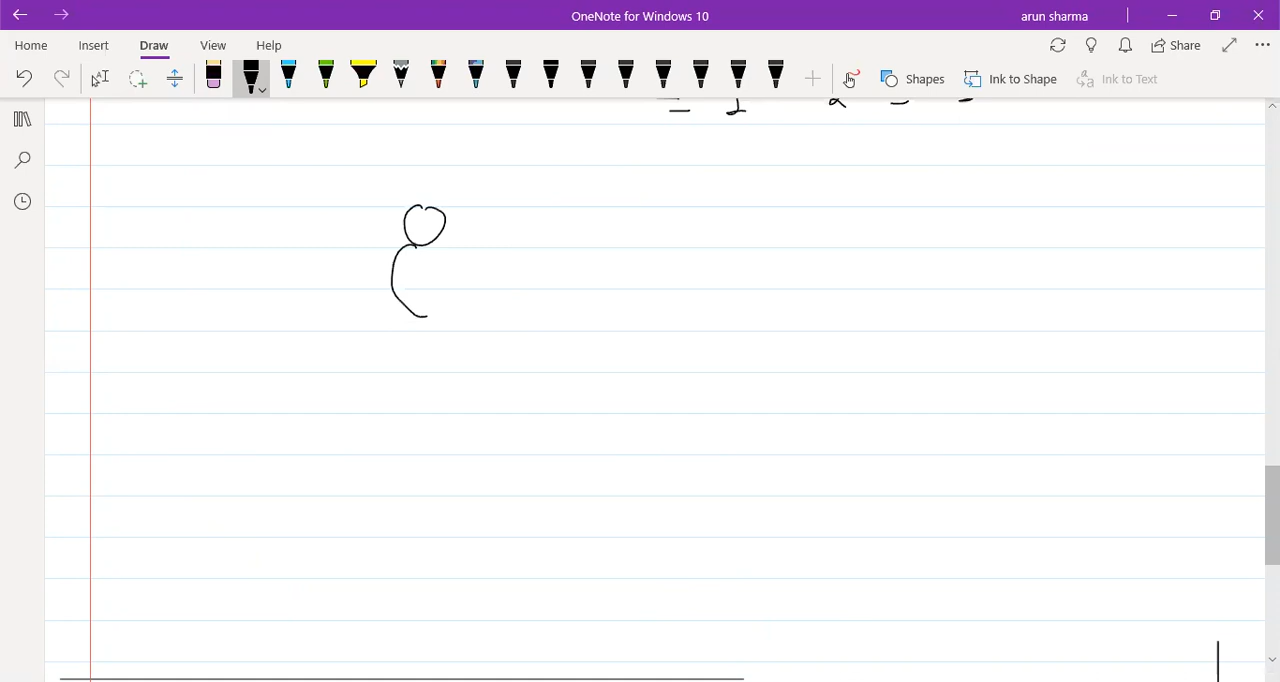 OneNote for Windows 10
arun sharma
Home Insert Draw View Help
Share
Shapes
Ink to Shape
Ink to Text